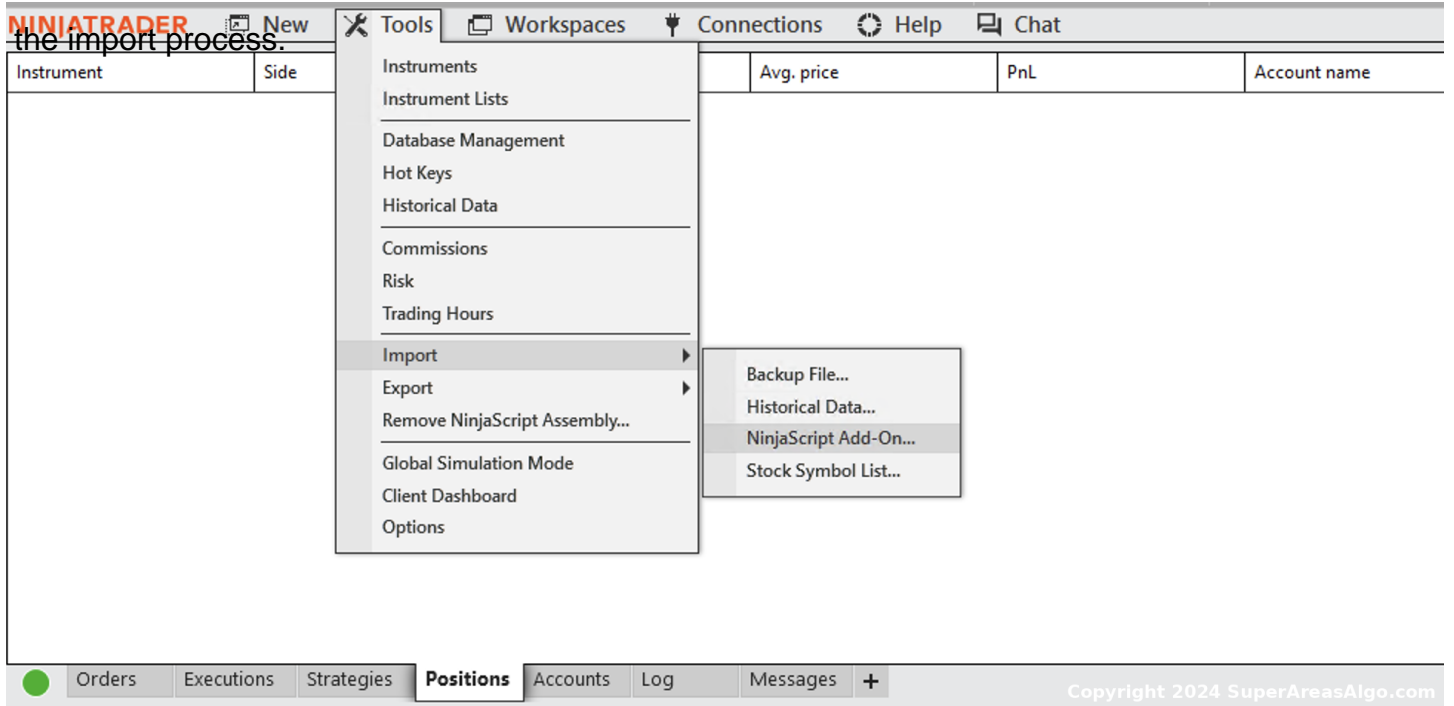 NINJATRADER New Tools Workspaces Connections Help Chat
the import process.
Instrument Side Avg. price PnL Account name
Instruments
Instrument Lists
Database Management
Hot Keys
Historical Data
Commissions
Risk
Trading Hours
Import
Export
Remove NinjaScript Assembly...
Global Simulation Mode
Client Dashboard
Options
Backup File...
Historical Data...
NinjaScript Add-On...
Stock Symbol List...
Orders Executions Strategies Positions Accounts Log Messages +
Copyright 2024 SuperAreasAlgo.com